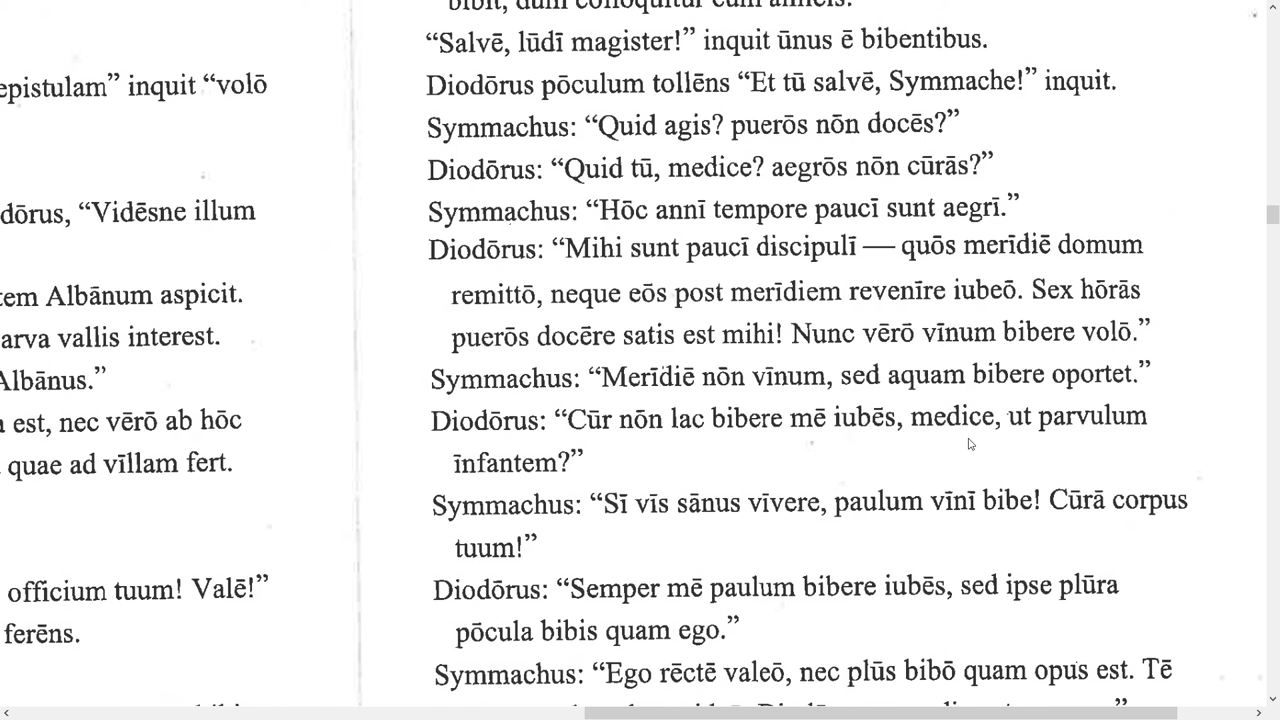 epistulam” inquit “volō
dōrus, “Vidēsne illum
tem Albānum aspicit.
arva vallis interest.
Albānus.”
est, nec vērō ab hōc
quae ad vīllam fert.
officium tuum! Valē!”
ferēns.
bibit, dum colloquitur cum amīcīs.
“Salvē, lūdī magister!” inquit ūnus ē bibentibus.
Diodōrus pōculum tollēns “Et tū salvē, Symmache!” inquit.
Symmachus: “Quid agis? puerōs nōn docēs?”
Diodōrus: “Quid tū, medice? aegrōs nōn cūrās?”
Symmachus: “Hōc annī tempore paucī sunt aegrī.”
Diodōrus: “Mihi sunt paucī discipulī — quōs merīdiē domum
remittō, neque eōs post merīdiem revenīre iubeō. Sex hōrās
puerōs docēre satis est mihi! Nunc vērō vīnum bibere volō.”
Symmachus: “Merīdiē nōn vīnum, sed aquam bibere oportet.”
Diodōrus: “Cūr nōn lac bibere mē iubēs, medice, ut parvulum
īnfantem?”
Symmachus: “Sī vīs sānus vīvere, paulum vīnī bibe! Cūrā corpus
tuum!”
Diodōrus: “Semper mē paulum bibere iubēs, sed ipse plūra
pōcula bibis quam ego.”
Symmachus: “Ego rēctē valeō, nec plūs bibō quam opus est. Tē